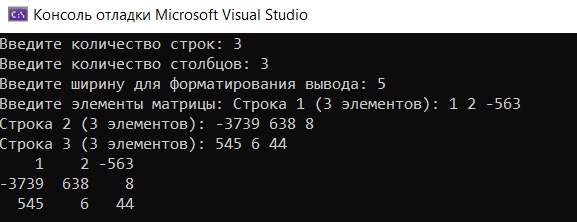 Консоль отладки Microsoft Visual Studio
Введите количество строк: 3
Введите количество столбцов: 3
Введите ширину для форматирования вывода: 5
Введите элементы матрицы: Строка 1 (3 элементов): 1 2 -563
Строка 2 (3 элементов): -3739 638 8
Строка 3 (3 элементов): 545 6 44
    1    2 -563
-3739  638    8
  545    6   44